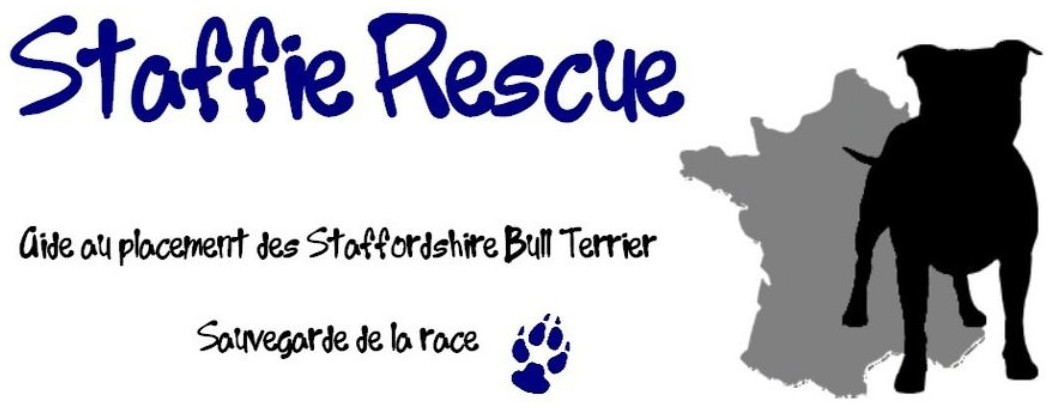 Staffie Rescue
Aide au placement des Staffordshire Bull Terrier
Sauvegarde de la race